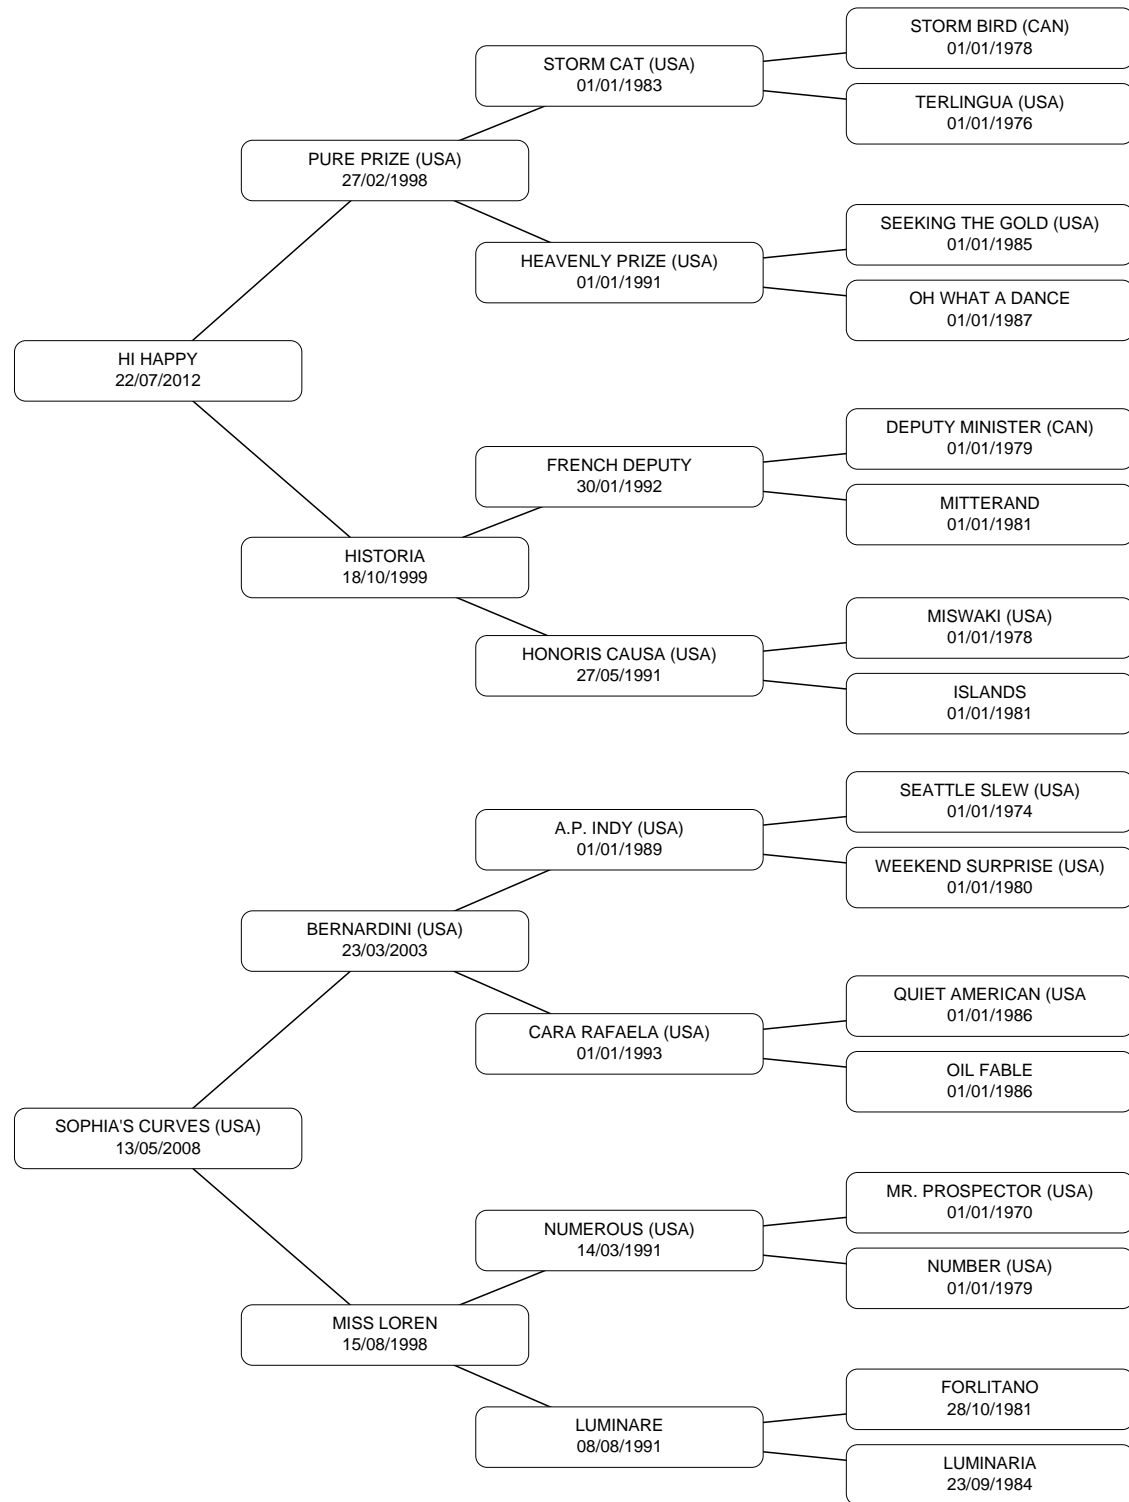 STORM BIRD (CAN)
01/01/1978
STORM CAT (USA)
01/01/1983
TERLINGUA (USA)
01/01/1976
PURE PRIZE (USA)
27/02/1998
SEEKING THE GOLD (USA)
01/01/1985
HEAVENLY PRIZE (USA)
01/01/1991
OH WHAT A DANCE
01/01/1987
HI HAPPY
22/07/2012
DEPUTY MINISTER (CAN)
01/01/1979
FRENCH DEPUTY
30/01/1992
MITTERAND
01/01/1981
HISTORIA
18/10/1999
MISWAKI (USA)
01/01/1978
HONORIS CAUSA (USA)
27/05/1991
ISLANDS
01/01/1981
SEATTLE SLEW (USA)
01/01/1974
A.P. INDY (USA)
01/01/1989
WEEKEND SURPRISE (USA)
01/01/1980
BERNARDINI (USA)
23/03/2003
QUIET AMERICAN (USA
01/01/1986
CARA RAFAELA (USA)
01/01/1993
OIL FABLE
01/01/1986
SOPHIA'S CURVES (USA)
13/05/2008
MR. PROSPECTOR (USA)
01/01/1970
NUMEROUS (USA)
14/03/1991
NUMBER (USA)
01/01/1979
MISS LOREN
15/08/1998
FORLITANO
28/10/1981
LUMINARE
08/08/1991
LUMINARIA
23/09/1984